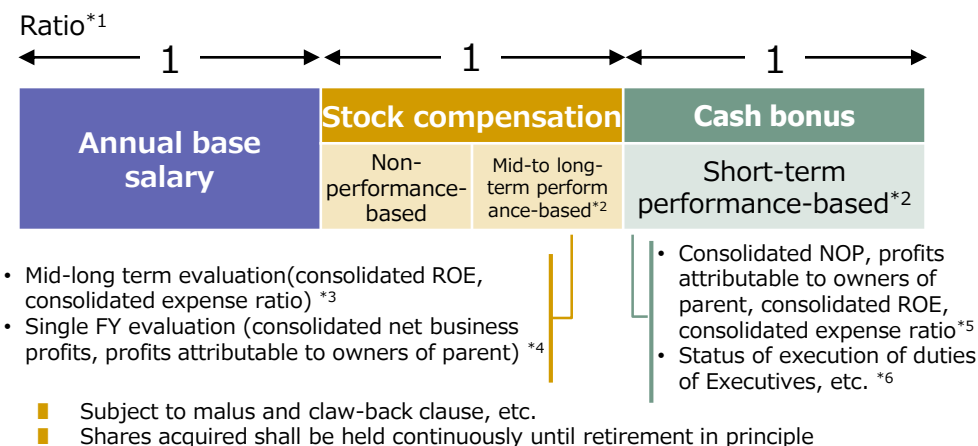 Ratio*1
1 1 1
Annual base
salary
Stock compensation
Non-
performance-
based
Mid-to long-
term perform
ance-based*2
Cash bonus
Short-term
performance-based*2
• Mid-long term evaluation(consolidated ROE,
consolidated expense ratio) *3
• Single FY evaluation (consolidated net business
profits, profits attributable to owners of parent) *4
• Consolidated NOP, profits
attributable to owners of
parent, consolidated ROE,
consolidated expense ratio*5
• Status of execution of duties
of Executives, etc. *6
Subject to malus and claw-back clause, etc.
Shares acquired shall be held continuously until retirement in principle